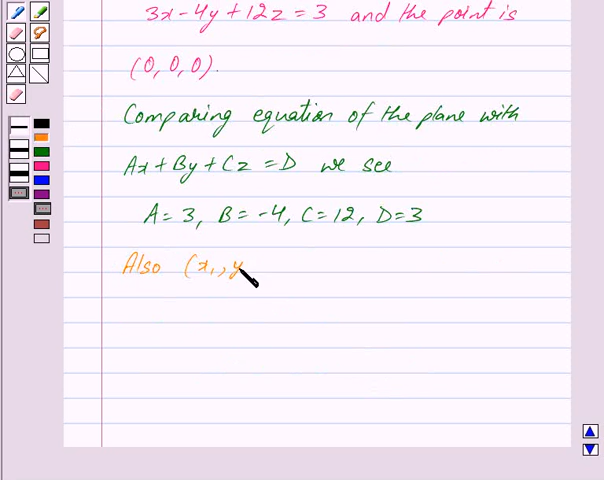 3x-4y+12z=3 and the point is
(0,0,0).
Comparing equation of the plane with
Ax+By+Cz=D we see
A=3, B=-4, C=12, D=3
Also (x₁,y